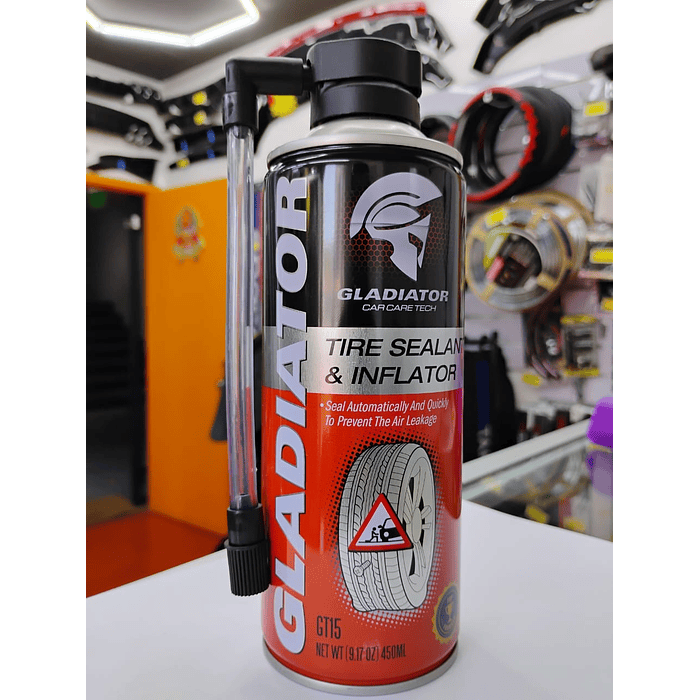 GLADIATOR
GLADIATOR
CAR CARE TECH
TIRE SEALAN
& INFLATOR
• Seal Automatically And Quickly
To Prevent The Air Leakage
GT15
NET WT (9.17 OZ) 450ML